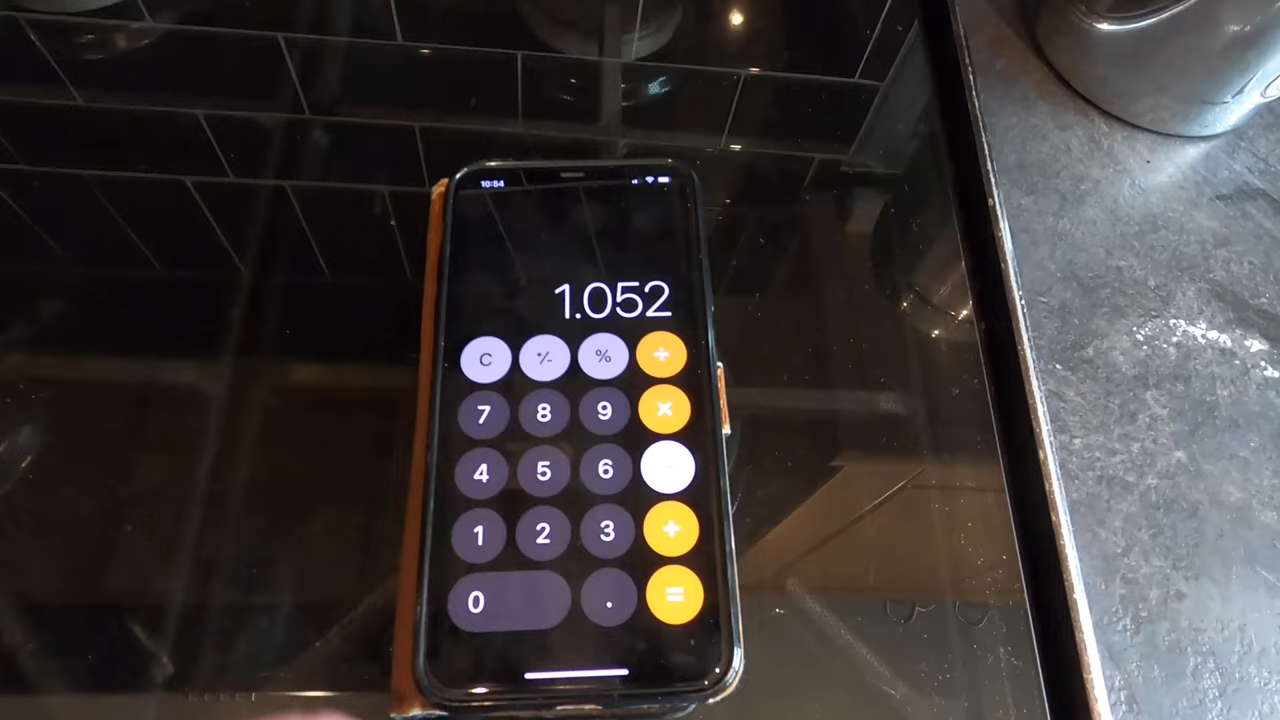 10:54
1.052
C +/- % ÷
7 8 9 ×
4 5 6 −
1 2 3 +
0 . =